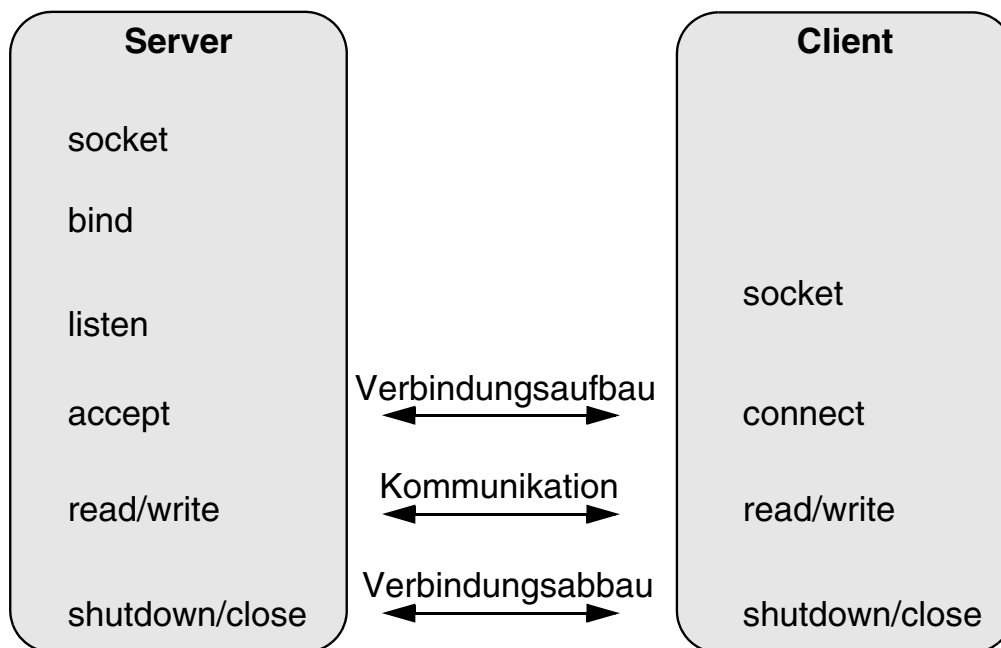 Server
socket
bind
listen
accept
read/write
shutdown/close
Verbindungsaufbau
Kommunikation
Verbindungsabbau
Client
socket
connect
read/write
shutdown/close